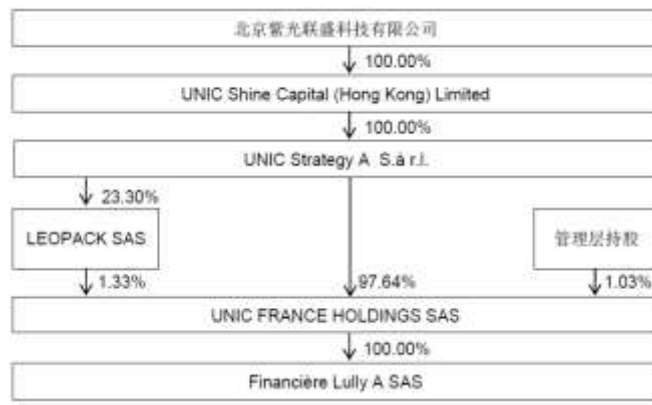 北京紫光联盛科技有限公司
100.00%
UNIC Shine Capital (Hong Kong) Limited
100.00%
UNIC Strategy A S.à r.l.
23.30%
LEOPACK SAS
管理层持股
1.33%
97.64%
1.03%
UNIC FRANCE HOLDINGS SAS
100.00%
Financière Lully A SAS